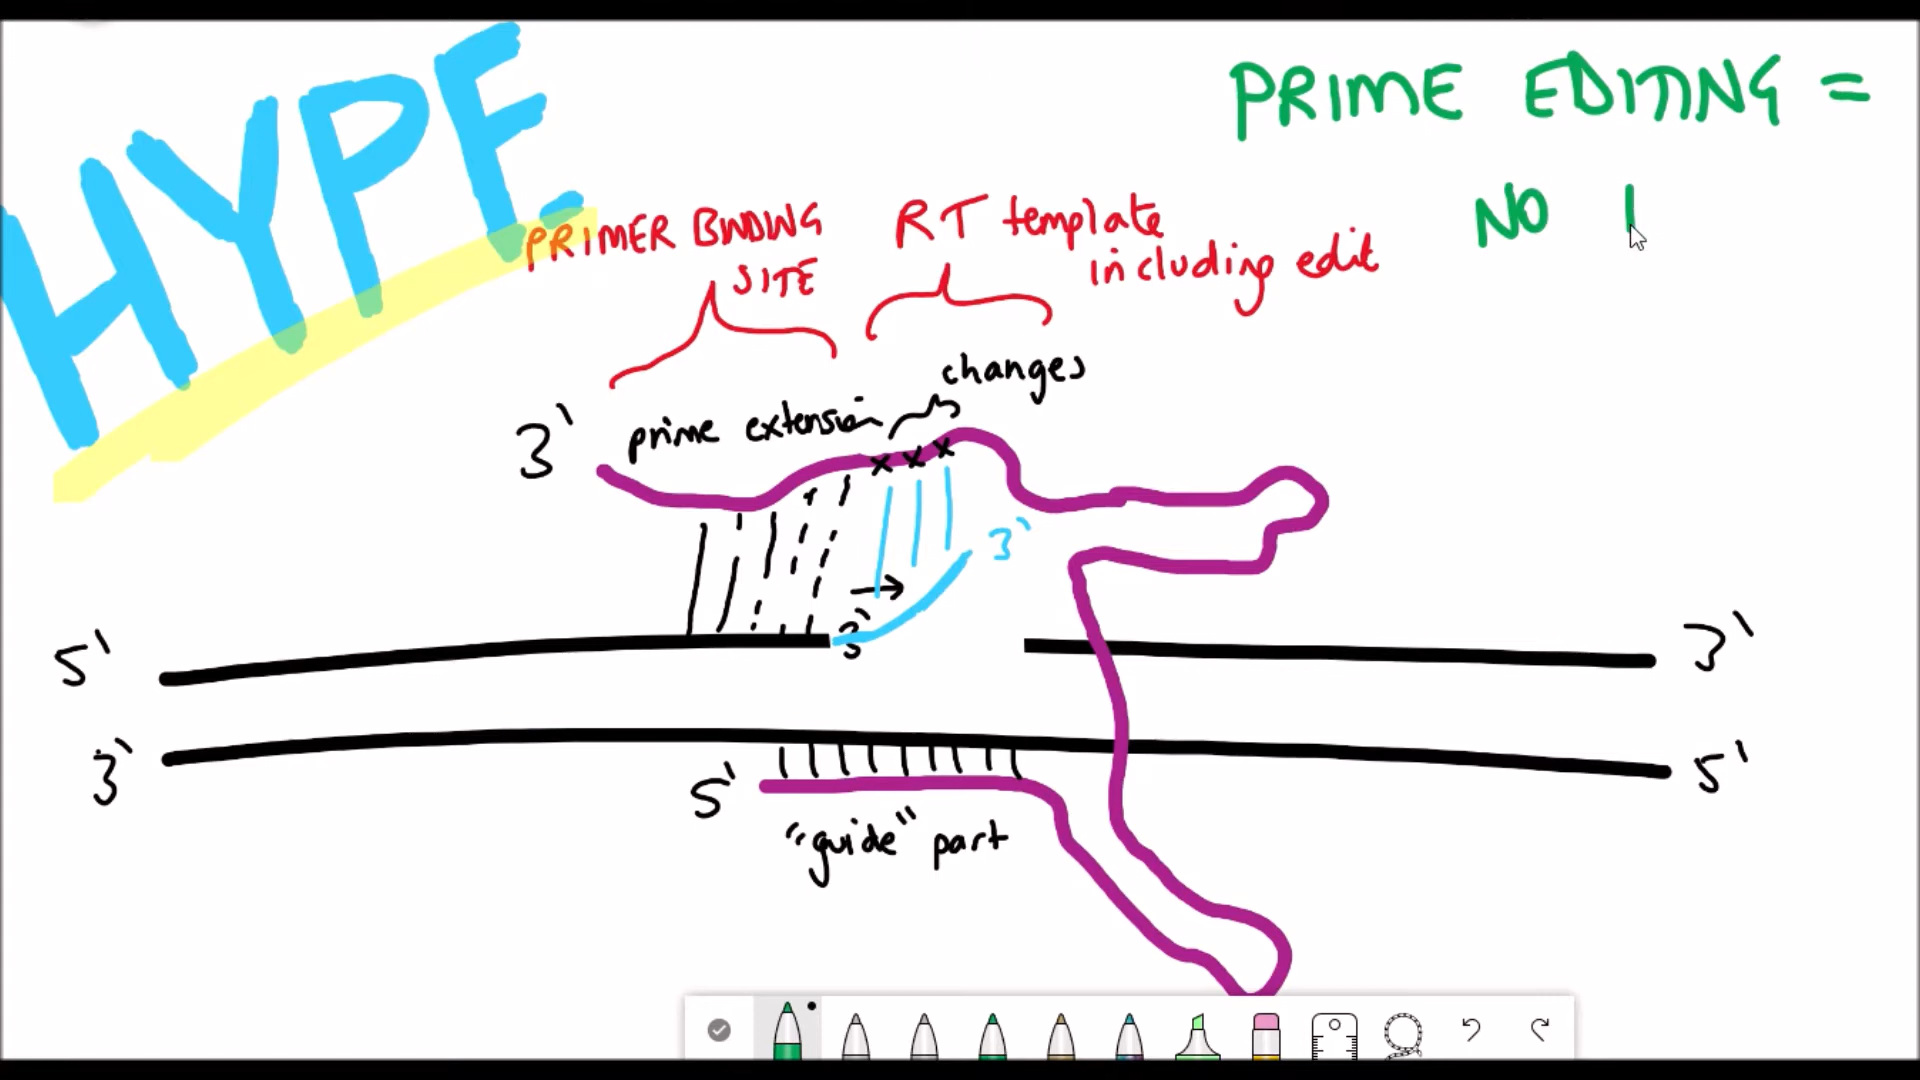 HYPE
PRIME EDITING =
NO
PRIMER BINDING
SITE
RT template
including edit
changes
3'
prime extension
3'
3'
5'
3'
3'
5'
5'
"guide" part